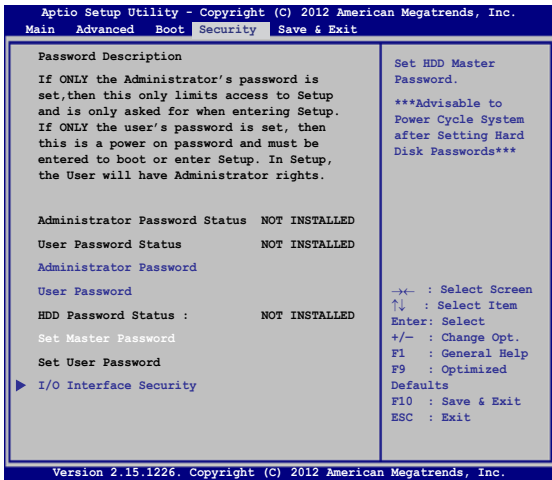 Aptio Setup Utility - Copyright (C) 2012 American Megatrends, Inc.
Main Advanced Boot Security Save & Exit
Password Description
If ONLY the Administrator's password is
set,then this only limits access to Setup
and is only asked for when entering Setup.
If ONLY the user's password is set, then
this is a power on password and must be
entered to boot or enter Setup. In Setup,
the User will have Administrator rights.
Administrator Password Status NOT INSTALLED
User Password Status NOT INSTALLED
Administrator Password
User Password
HDD Password Status : NOT INSTALLED
Set Master Password
Set User Password
I/O Interface Security
Set HDD Master
Password.
***Advisable to
Power Cycle System
after Setting Hard
Disk Passwords***
→← : Select Screen
↑↓ : Select Item
Enter: Select
+/— : Change Opt.
F1 : General Help
F9 : Optimized
Defaults
F10 : Save & Exit
ESC : Exit
Version 2.15.1226. Copyright (C) 2012 American Megatrends, Inc.